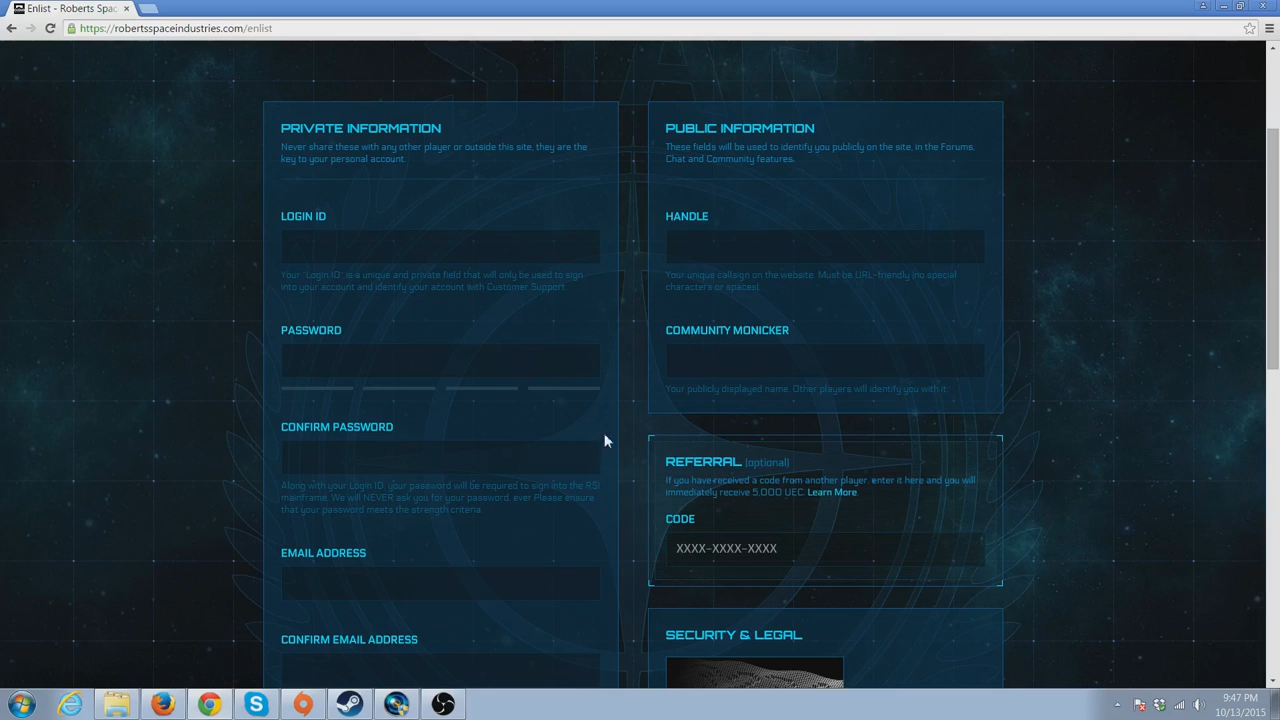 Enlist - Roberts Spac
https://robertsspaceindustries.com/enlist
PRIVATE INFORMATION
Never share these with any other player or outside this site, they are the
key to your personal account.
LOGIN ID
Your "Login ID" is a unique and private field that will only be used to sign
into your account and identify your account with Customer Support.
PASSWORD
CONFIRM PASSWORD
Along with your Login ID, your password will be required to sign into the RSI
mainframe. We will NEVER ask you for your password, ever. Please ensure
that your password meets the strength criteria.
EMAIL ADDRESS
CONFIRM EMAIL ADDRESS
PUBLIC INFORMATION
These fields will be used to identify you publicly on the site, in the Forums,
Chat and Community features.
HANDLE
Your unique callsign on the website. Must be URL-friendly (no special
characters or spaces).
COMMUNITY MONICKER
Your publicly displayed name. Other players will identify you with it.
REFERRAL (optional)
If you have received a code from another player, enter it here and you will
immediately receive 5,000 UEC. Learn More.
CODE
XXXX-XXXX-XXXX
SECURITY & LEGAL
9:47 PM
10/13/2015